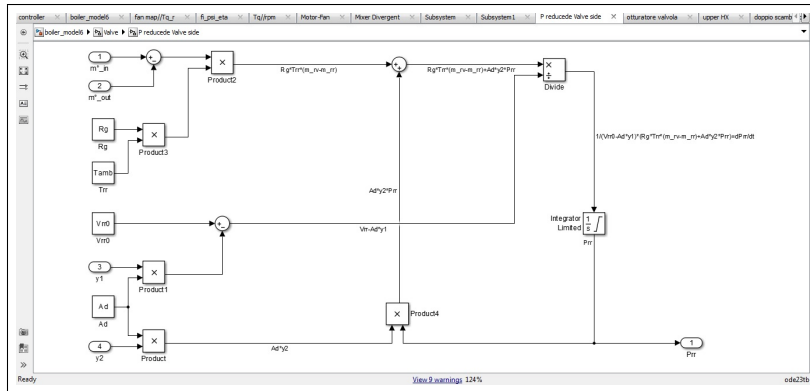 controller
boiler_model6
fan map//Tq_r
fi_psi_eta
Tq//rpm
Motor-Fan
Mixer Divergent
Subsystem
Subsystem1
P reducede Valve side
otturatore valvola
upper HX
doppio scamb
boiler_model6 Valve P reducede Valve side
1
m°_in
2
m°_out
Product2
Rg*Trr*(m_rv-m_rr)
Rg*Trr*(m_rv-m_rr)+Ad*y2*Prr
Divide
Rg
Rg
Product3
Tamb
Trr
1/(Vrr0-Ad*y1)*(Rg*Trr*(m_rv-m_rr)+Ad*y2*Prr)=dPrr/dt
Ad*y2*Prr
Vrr0
Vrr0
Vrr-Ad*y1
Integrator
Limited
1
s
Prr
3
y1
Product1
Ad
Ad
Product4
4
y2
Product
Ad*y2
1
Prr
Ready
View 9 warnings 124%
ode23tb